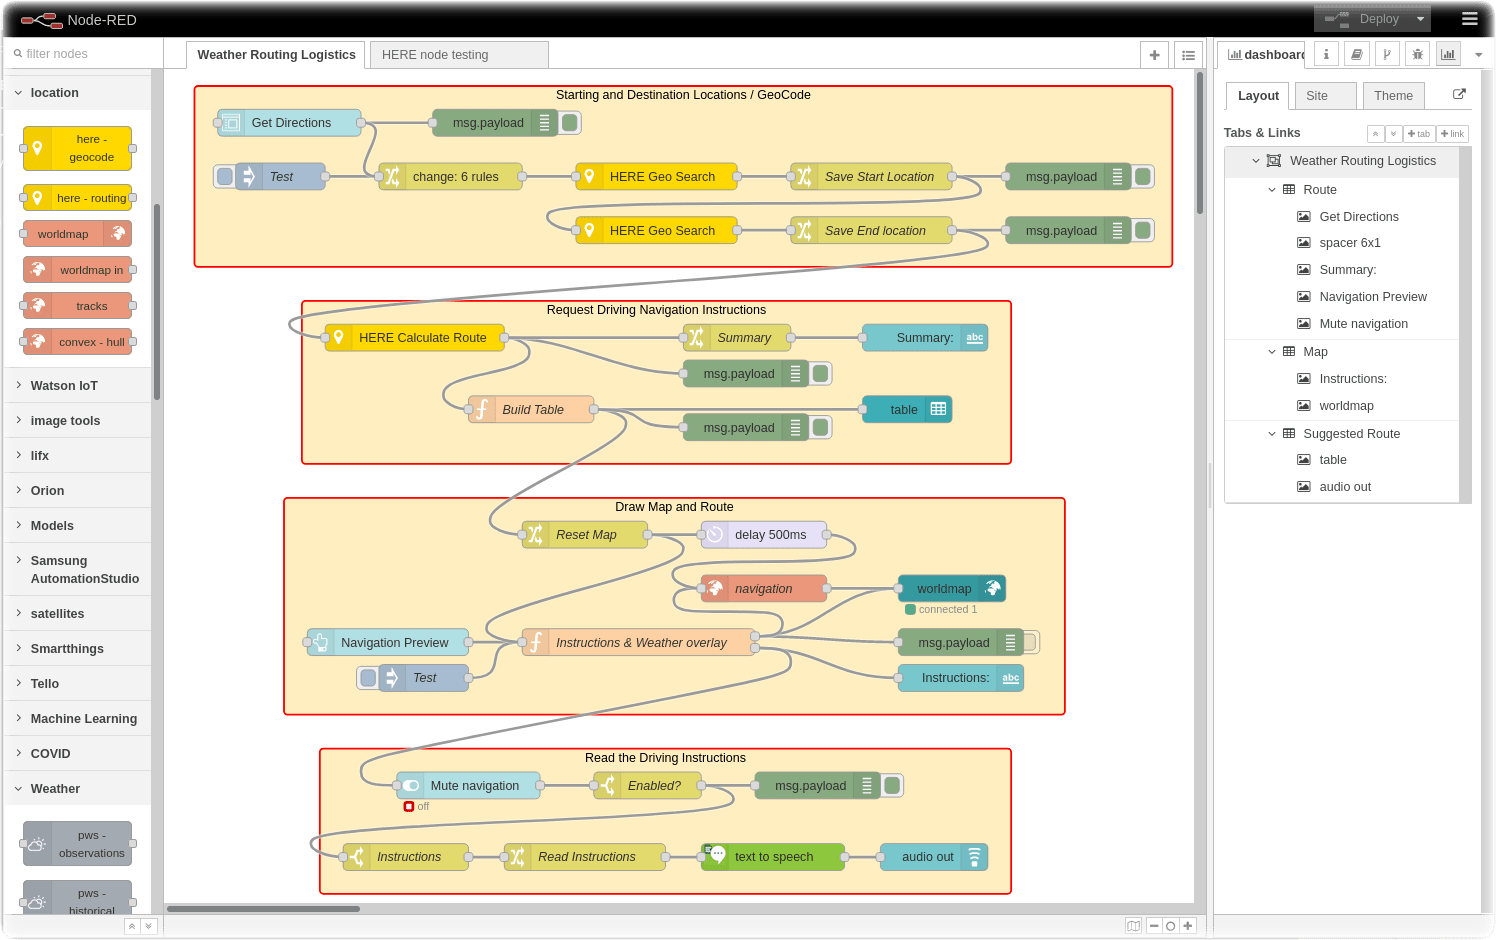 Node-RED
Deploy
filter nodes
Weather Routing Logistics
HERE node testing
dashboard
location
here -
geocode
here - routing
worldmap
worldmap in
tracks
convex - hull
Watson IoT
image tools
lifx
Orion
Models
Samsung
AutomationStudio
satellites
Smartthings
Tello
Machine Learning
COVID
Weather
pws -
observations
pws -
historical
Starting and Destination Locations / GeoCode
Get Directions
msg.payload
Test
change: 6 rules
HERE Geo Search
Save Start Location
msg.payload
HERE Geo Search
Save End location
msg.payload
Request Driving Navigation Instructions
HERE Calculate Route
Summary
Summary:
abc
msg.payload
Build Table
table
msg.payload
Draw Map and Route
Reset Map
delay 500ms
navigation
worldmap
connected 1
Navigation Preview
Instructions & Weather overlay
msg.payload
Test
Instructions:
abc
Read the Driving Instructions
Mute navigation
off
Enabled?
msg.payload
Instructions
Read Instructions
text to speech
audio out
Layout
Site
Theme
Tabs & Links
tab
link
Weather Routing Logistics
Route
Get Directions
spacer 6x1
Summary:
Navigation Preview
Mute navigation
Map
Instructions:
worldmap
Suggested Route
table
audio out